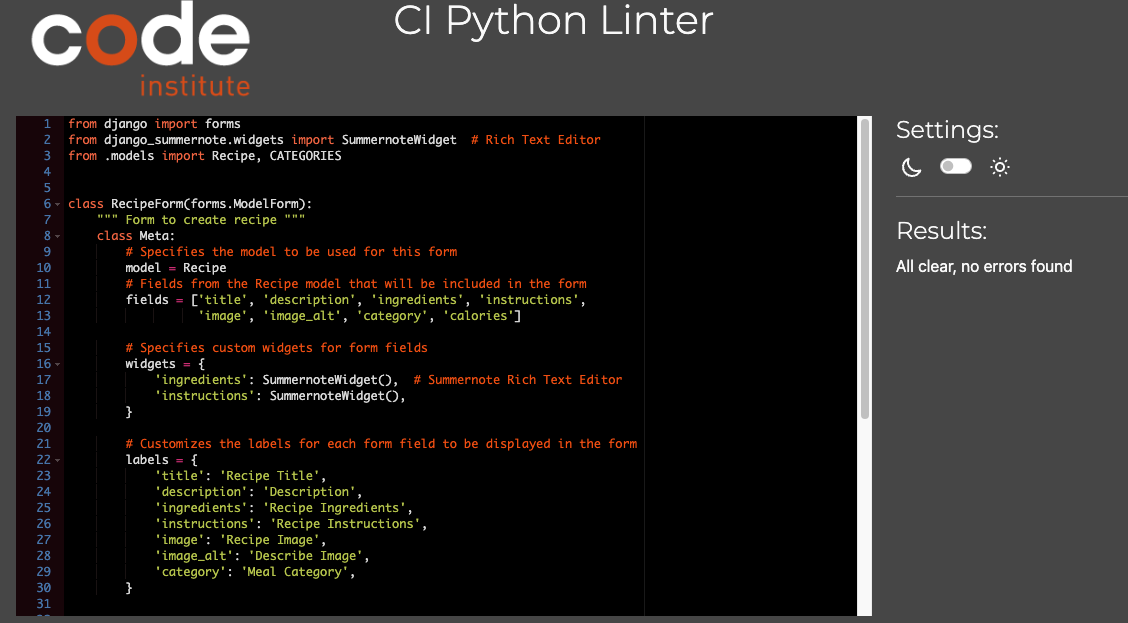 code
institute
CI Python Linter
1 from django import forms
2 from django_summernote.widgets import SummernoteWidget  # Rich Text Editor
3 from .models import Recipe, CATEGORIES
4
5
6 class RecipeForm(forms.ModelForm):
7     """ Form to create recipe """
8     class Meta:
9         # Specifies the model to be used for this form
10         model = Recipe
11         # Fields from the Recipe model that will be included in the form
12         fields = ['title', 'description', 'ingredients', 'instructions',
13                   'image', 'image_alt', 'category', 'calories']
14
15         # Specifies custom widgets for form fields
16         widgets = {
17             'ingredients': SummernoteWidget(),  # Summernote Rich Text Editor
18             'instructions': SummernoteWidget(),
19         }
20
21         # Customizes the labels for each form field to be displayed in the form
22         labels = {
23             'title': 'Recipe Title',
24             'description': 'Description',
25             'ingredients': 'Recipe Ingredients',
26             'instructions': 'Recipe Instructions',
27             'image': 'Recipe Image',
28             'image_alt': 'Describe Image',
29             'category': 'Meal Category',
30         }
31
Settings:
Results:
All clear, no errors found